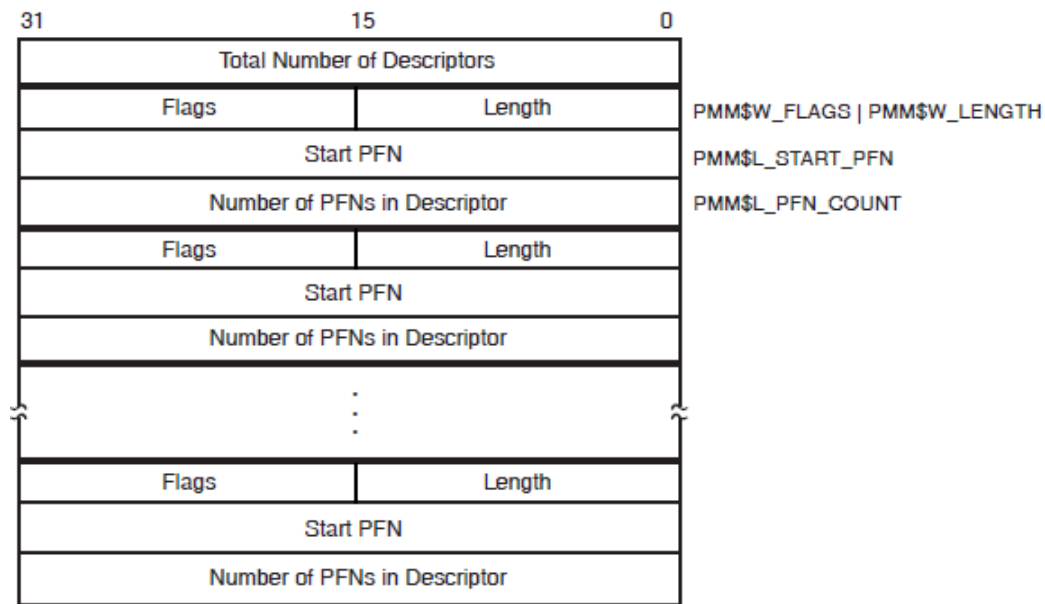 31 15 0
Total Number of Descriptors
Flags Length PMM$W_FLAGS | PMM$W_LENGTH
Start PFN PMM$L_START_PFN
Number of PFNs in Descriptor PMM$L_PFN_COUNT
Flags Length
Start PFN
Number of PFNs in Descriptor
Flags Length
Start PFN
Number of PFNs in Descriptor